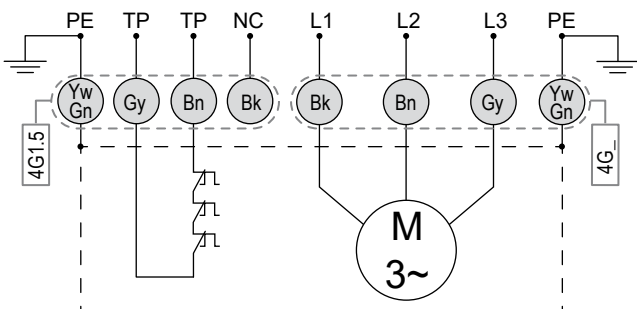 PE TP TP NC L1 L2 L3 PE
Yw Gn Gy Bn Bk Bk Bn Gy Yw Gn
4G1.5 4G_
M
3~